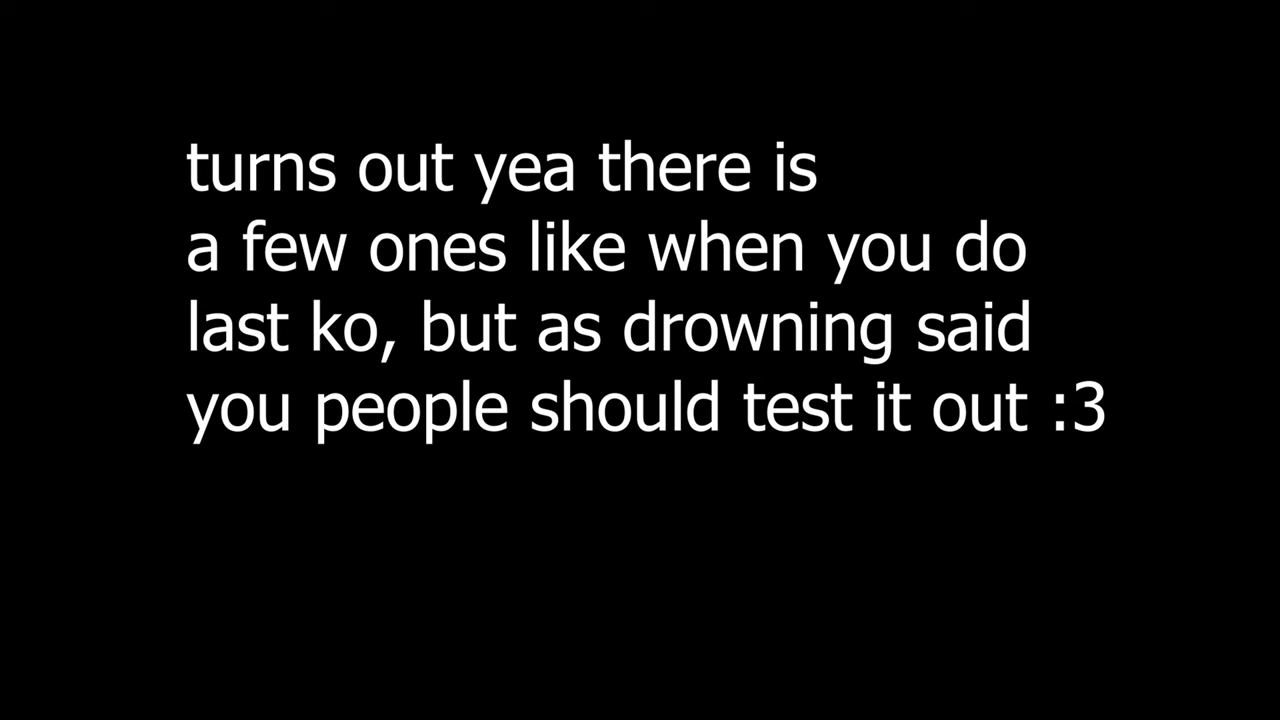 turns out yea there is
a few ones like when you do
last ko, but as drowning said
you people should test it out :3